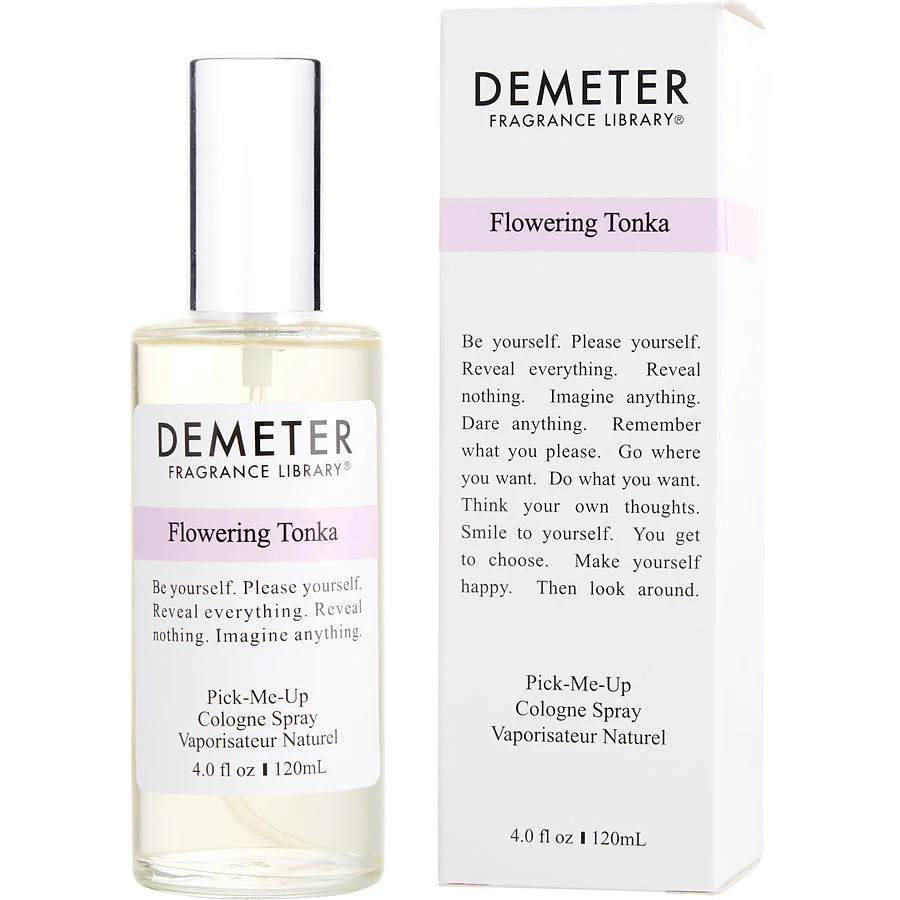 DEMETER
FRAGRANCE LIBRARY®
Flowering Tonka
Be yourself. Please yourself.
Reveal everything. Reveal
nothing. Imagine anything.
Pick-Me-Up
Cologne Spray
Vaporisateur Naturel
4.0 fl oz ▮ 120mL
DEMETER
FRAGRANCE LIBRARY®
Flowering Tonka
Be yourself. Please yourself.
Reveal everything. Reveal
nothing. Imagine anything.
Dare anything. Remember
what you please. Go where
you want. Do what you want.
Think your own thoughts.
Smile to yourself. You get
to choose. Make yourself
happy. Then look around.
Pick-Me-Up
Cologne Spray
Vaporisateur Naturel
4.0 fl oz ▮ 120mL